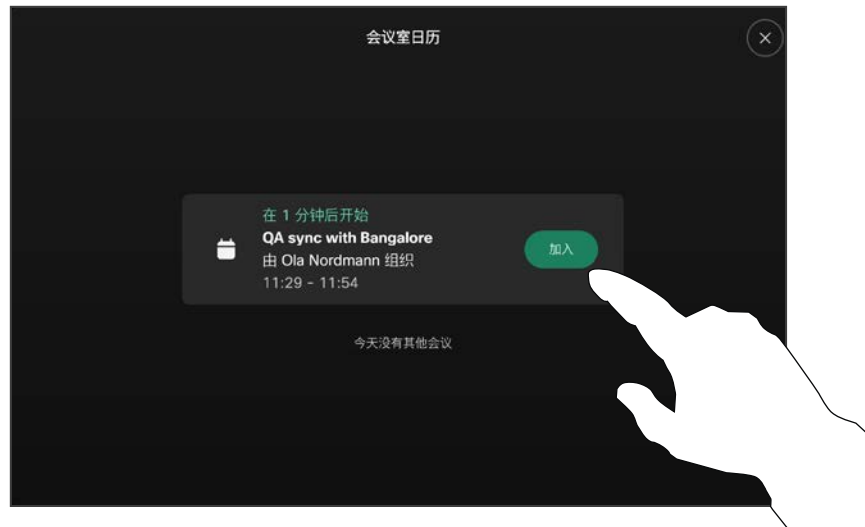 会议室日历
在 1 分钟后开始
QA sync with Bangalore
由 Ola Nordmann 组织
11:29 - 11:54
加入
今天没有其他会议